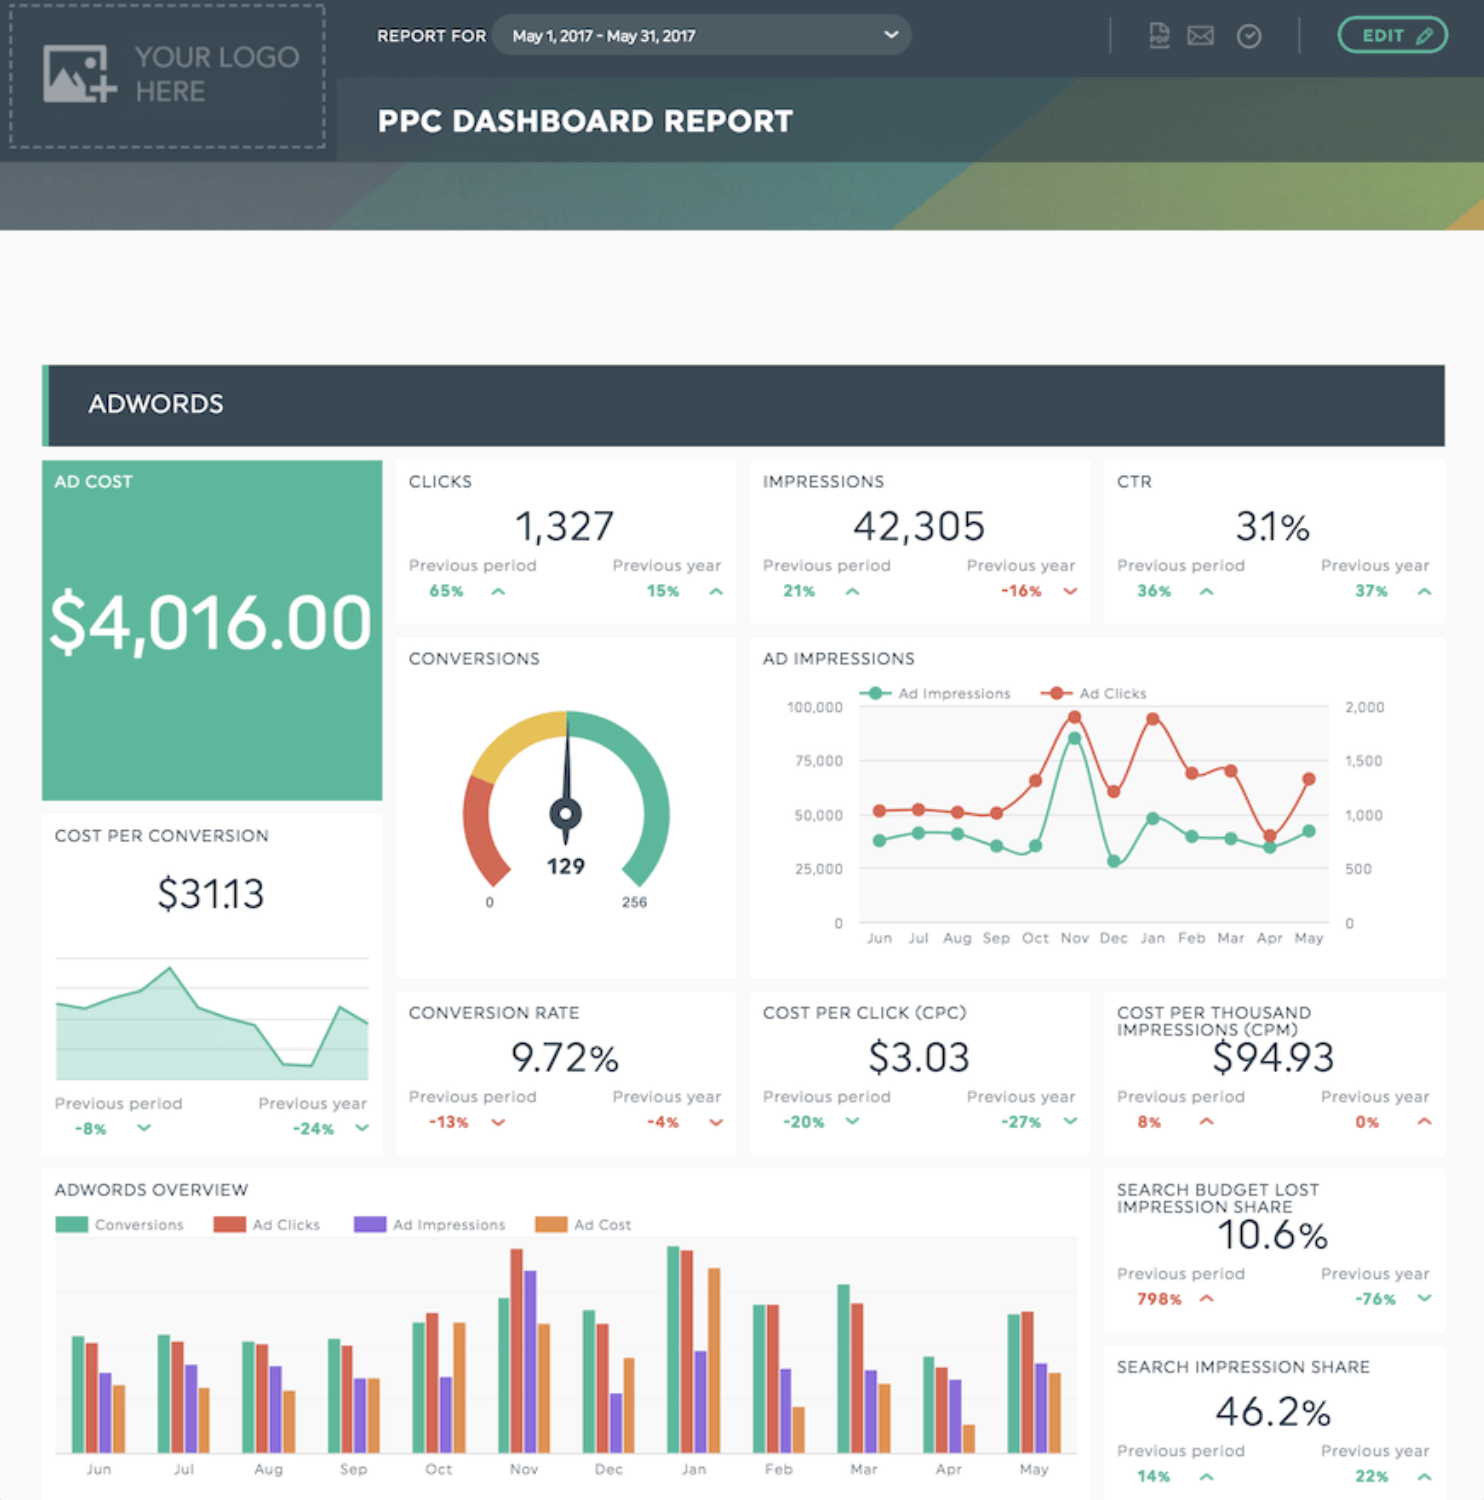 YOUR LOGO
HERE
REPORT FOR May 1, 2017 - May 31, 2017
PDF
EDIT
PPC DASHBOARD REPORT
ADWORDS
AD COST
$4,016.00
CLICKS
1,327
Previous period Previous year
65% 15%
IMPRESSIONS
42,305
Previous period Previous year
21% -16%
CTR
3.1%
Previous period Previous year
36% 37%
COST PER CONVERSION
$31.13
Previous period Previous year
-8% -24%
CONVERSIONS
129
0 256
AD IMPRESSIONS
Ad Impressions Ad Clicks
100,000 2,000
75,000 1,500
50,000 1,000
25,000 500
0 0
Jun Jul Aug Sep Oct Nov Dec Jan Feb Mar Apr May
CONVERSION RATE
9.72%
Previous period Previous year
-13% -4%
COST PER CLICK (CPC)
$3.03
Previous period Previous year
-20% -27%
COST PER THOUSAND
IMPRESSIONS (CPM)
$94.93
Previous period Previous year
8% 0%
ADWORDS OVERVIEW
Conversions Ad Clicks Ad Impressions Ad Cost
Jun Jul Aug Sep Oct Nov Dec Jan Feb Mar Apr May
SEARCH BUDGET LOST
IMPRESSION SHARE
10.6%
Previous period Previous year
798% -76%
SEARCH IMPRESSION SHARE
46.2%
Previous period Previous year
14% 22%